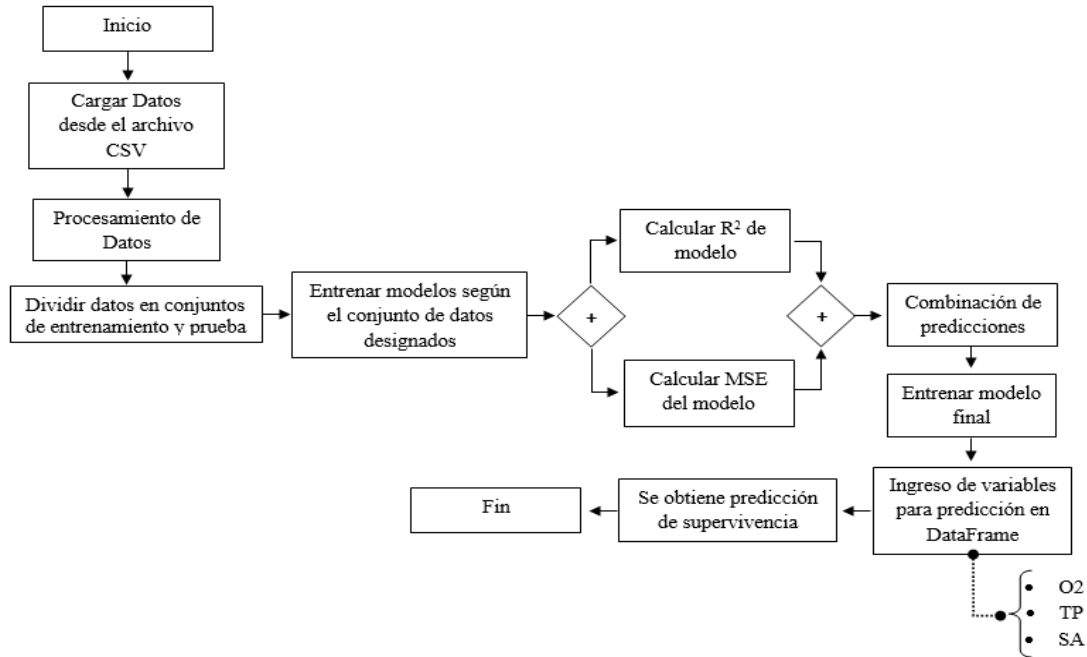 Inicio
Cargar Datos
desde el archivo
CSV
Procesamiento de
Datos
Dividir datos en conjuntos
de entrenamiento y prueba
Entrenar modelos según
el conjunto de datos
designados
+
Calcular R² de
modelo
Calcular MSE
del modelo
+
Combinación de
predicciones
Entrenar modelo
final
Ingreso de variables
para predicción en
DataFrame
Se obtiene predicción
de supervivencia
Fin
• O2
• TP
• SA